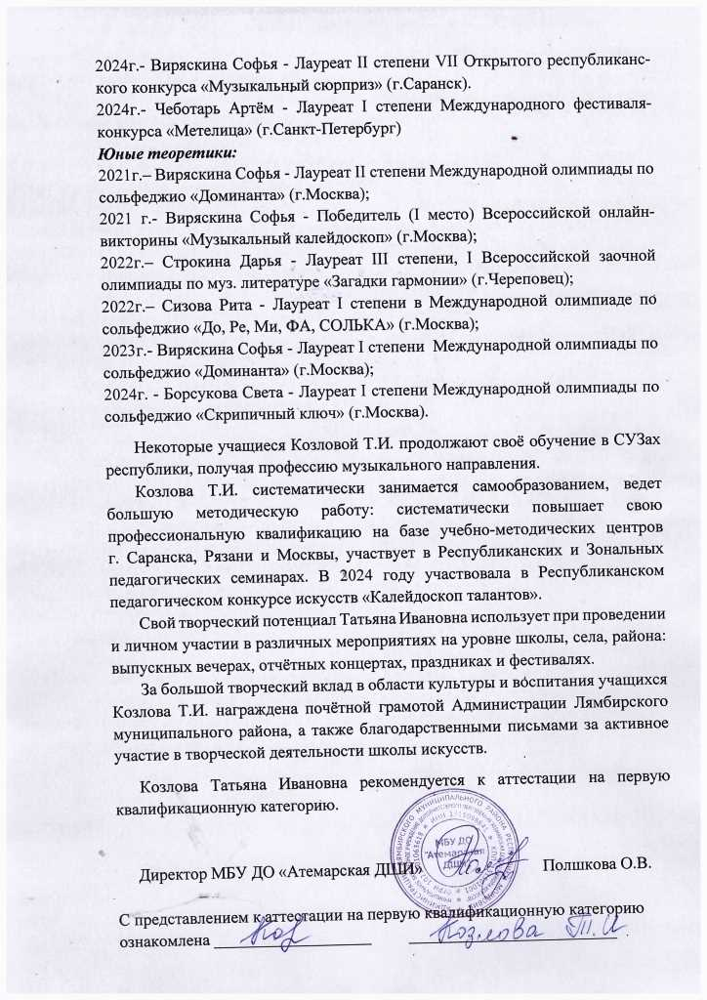 2024г.- Виряскина Софья - Лауреат II степени VII Открытого республиканс-
кого конкурса «Музыкальный сюрприз» (г.Саранск).
2024г.- Чеботарь Артём - Лауреат I степени Международного фестиваля-
конкурса «Метелица» (г.Санкт-Петербург)
Юные теоретики:
2021г.– Виряскина Софья - Лауреат II степени Международной олимпиады по
сольфеджио «Доминанта» (г.Москва);
2021 г.- Виряскина Софья - Победитель (I место) Всероссийской онлайн-
викторины «Музыкальный калейдоскоп» (г.Москва);
2022г.– Строкина Дарья - Лауреат III степени, I Всероссийской заочной
олимпиады по муз. литературе «Загадки гармонии» (г.Череповец);
2022г.– Сизова Рита - Лауреат I степени в Международной олимпиаде по
сольфеджио «До, Ре, Ми, ФА, СОЛЬКА» (г.Москва);
2023г.- Виряскина Софья - Лауреат I степени Международной олимпиады по
сольфеджио «Доминанта» (г.Москва);
2024г. - Борсукова Света - Лауреат I степени Международной олимпиады по
сольфеджио «Скрипичный ключ» (г.Москва).
Некоторые учащиеся Козловой Т.И. продолжают своё обучение в СУЗах
республики, получая профессию музыкального направления.
Козлова Т.И. систематически занимается самообразованием, ведет
большую методическую работу: систематически повышает свою
профессиональную квалификацию на базе учебно-методических центров
г. Саранска, Рязани и Москвы, участвует в Республиканских и Зональных
педагогических семинарах. В 2024 году участвовала в Республиканском
педагогическом конкурсе искусств «Калейдоскоп талантов».
Свой творческий потенциал Татьяна Ивановна использует при проведении
и личном участии в различных мероприятиях на уровне школы, села, района:
выпускных вечерах, отчётных концертах, праздниках и фестивалях.
За большой творческий вклад в области культуры и воспитания учащихся
Козлова Т.И. награждена почётной грамотой Администрации Лямбирского
муниципального района, а также благодарственными письмами за активное
участие в творческой деятельности школы искусств.
Козлова Татьяна Ивановна рекомендуется к аттестации на первую
квалификационную категорию.
МБУ ДО
"Атемарская
ДШИ"
Директор МБУ ДО «Атемарская ДШИ» Полшкова О.В.
С представлением к аттестации на первую квалификационную категорию
ознакомлена Козлова Т.И